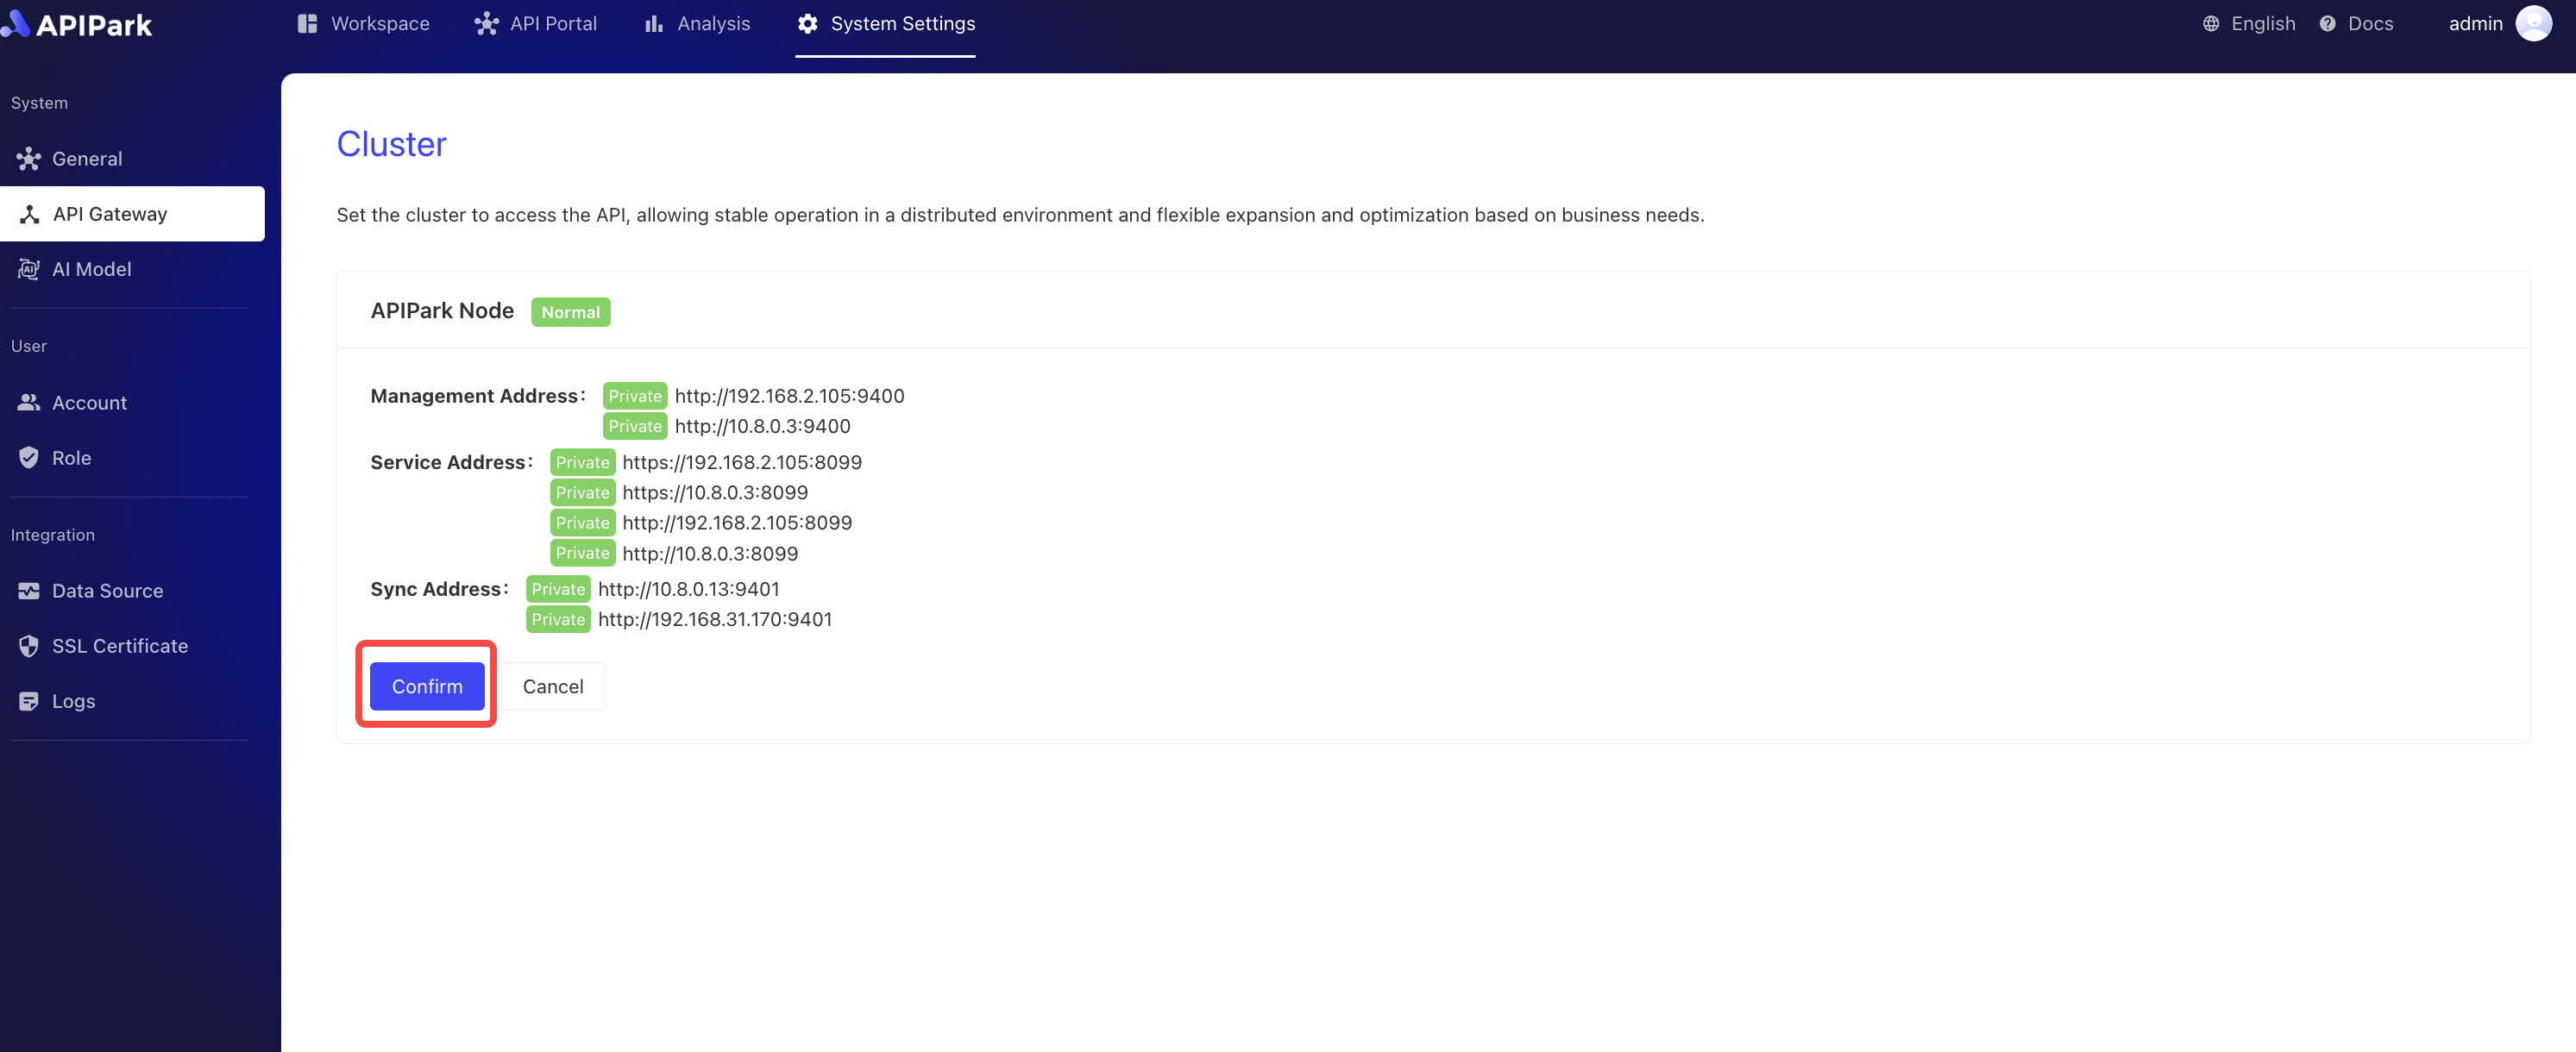 APIPark
Workspace
API Portal
Analysis
System Settings
English
Docs
admin
System
General
API Gateway
AI Model
User
Account
Role
Integration
Data Source
SSL Certificate
Logs
Cluster
Set the cluster to access the API, allowing stable operation in a distributed environment and flexible expansion and optimization based on business needs.
APIPark Node Normal
Management Address: Private http://192.168.2.105:9400
Private http://10.8.0.3:9400
Service Address: Private https://192.168.2.105:8099
Private https://10.8.0.3:8099
Private http://192.168.2.105:8099
Private http://10.8.0.3:8099
Sync Address: Private http://10.8.0.13:9401
Private http://192.168.31.170:9401
Confirm Cancel